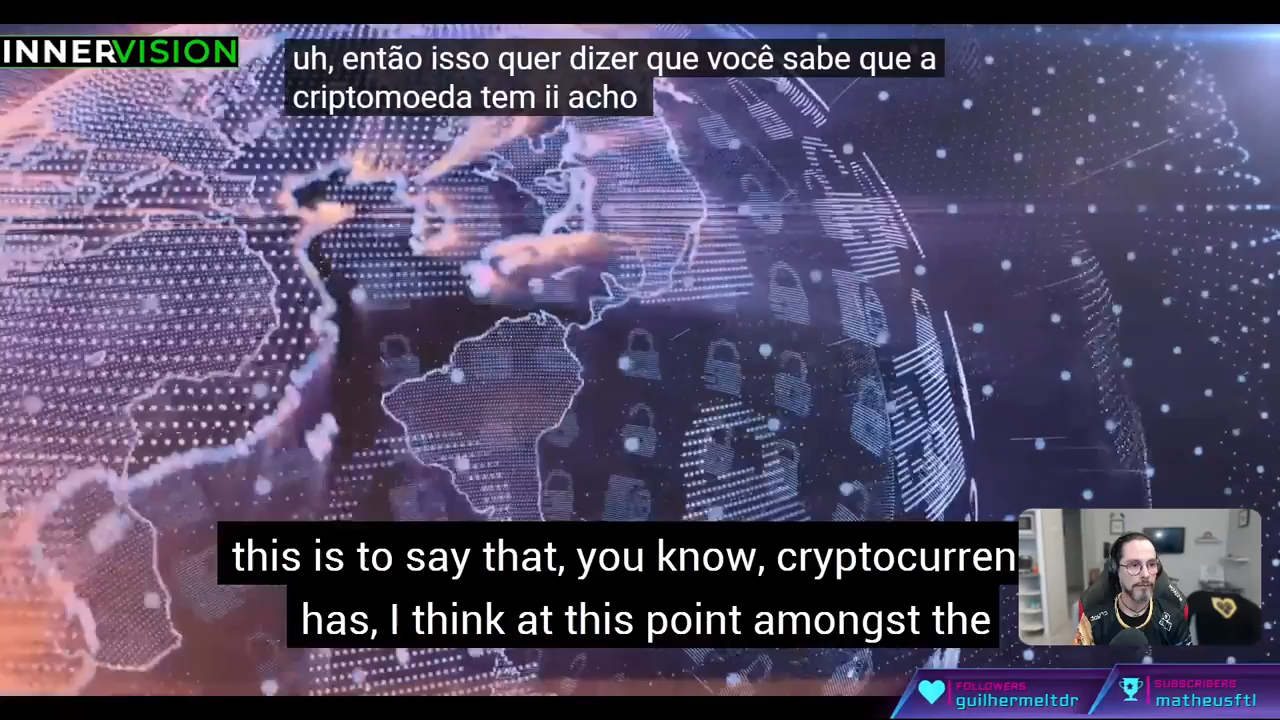 INNERVISION
uh, então isso quer dizer que você sabe que a
criptomoeda tem ii acho
this is to say that, you know, cryptocurren
has, I think at this point amongst the
FOLLOWERS
guilhermeltdr
SUBSCRIBERS
matheusftl